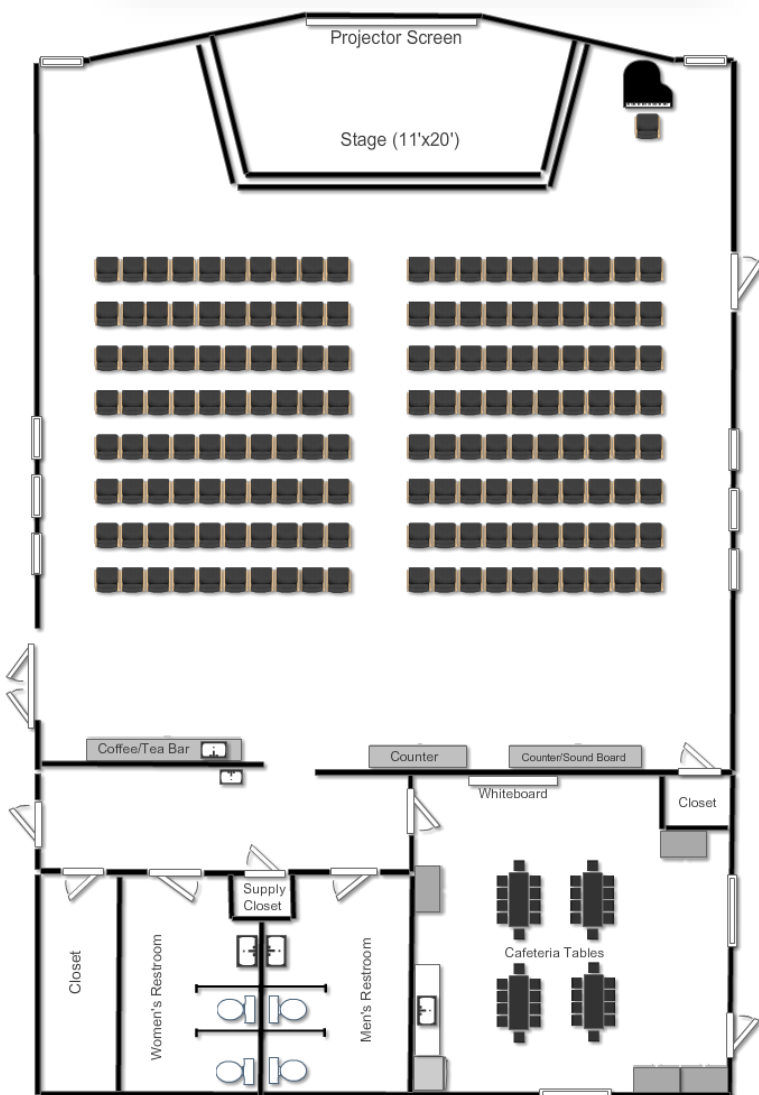 Projector Screen
Stage (11'x20')
Coffee/Tea Bar
Counter
Counter/Sound Board
Whiteboard
Closet
Supply
Closet
Closet
Women's Restroom
Men's Restroom
Cafeteria Tables